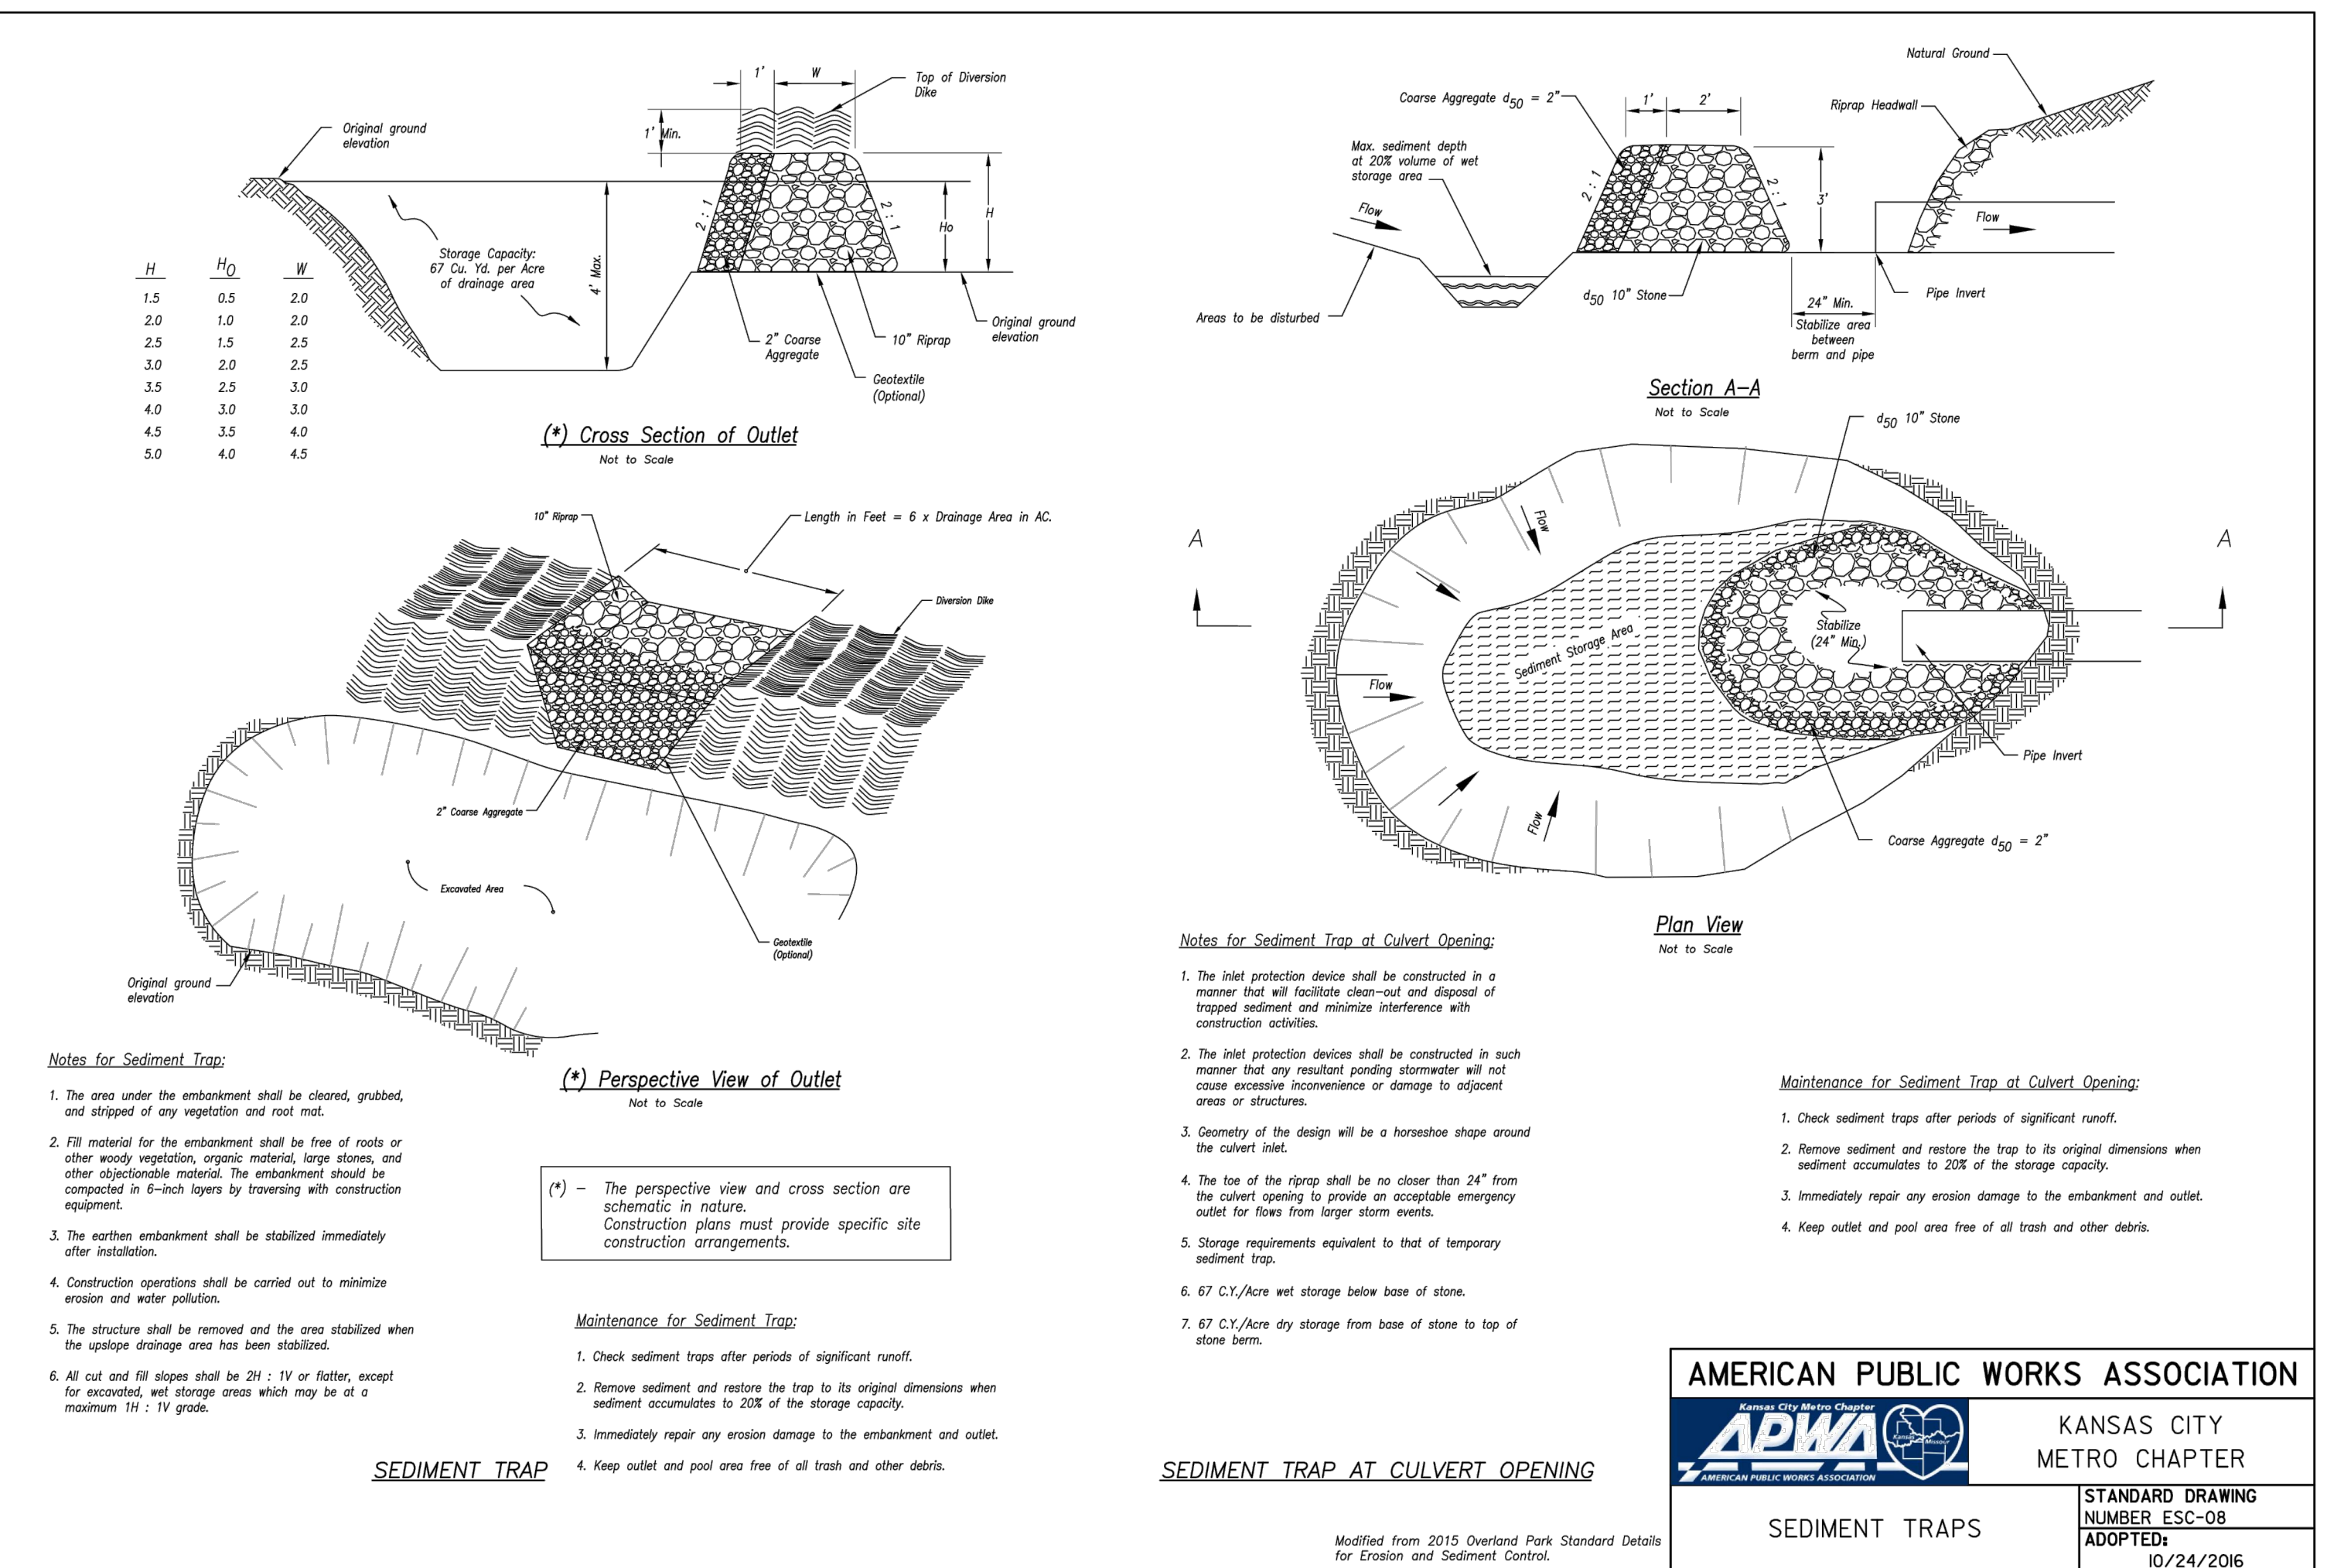 1'
W
Top of Diversion
Dike
1' Min.
Original ground
elevation
2 : 1
2 : 1
Ho
H
4' Max.
Storage Capacity:
67 Cu. Yd. per Acre
of drainage area
H H0 W
1.5 0.5 2.0
2.0 1.0 2.0
2.5 1.5 2.5
3.0 2.0 2.5
3.5 2.5 3.0
4.0 3.0 3.0
4.5 3.5 4.0
5.0 4.0 4.5
2" Coarse
Aggregate
10" Riprap
Original ground
elevation
Geotextile
(Optional)
(*) Cross Section of Outlet
Not to Scale
10" Riprap
Length in Feet = 6 x Drainage Area in AC.
Diversion Dike
2" Coarse Aggregate
Excavated Area
Geotextile
(Optional)
Original ground
elevation
(*) Perspective View of Outlet
Not to Scale
Notes for Sediment Trap:
1. The area under the embankment shall be cleared, grubbed,
and stripped of any vegetation and root mat.
2. Fill material for the embankment shall be free of roots or
other woody vegetation, organic material, large stones, and
other objectionable material. The embankment should be
compacted in 6-inch layers by traversing with construction
equipment.
3. The earthen embankment shall be stabilized immediately
after installation.
4. Construction operations shall be carried out to minimize
erosion and water pollution.
5. The structure shall be removed and the area stabilized when
the upslope drainage area has been stabilized.
6. All cut and fill slopes shall be 2H : 1V or flatter, except
for excavated, wet storage areas which may be at a
maximum 1H : 1V grade.
(*) – The perspective view and cross section are
schematic in nature.
Construction plans must provide specific site
construction arrangements.
Maintenance for Sediment Trap:
1. Check sediment traps after periods of significant runoff.
2. Remove sediment and restore the trap to its original dimensions when
sediment accumulates to 20% of the storage capacity.
3. Immediately repair any erosion damage to the embankment and outlet.
4. Keep outlet and pool area free of all trash and other debris.
SEDIMENT TRAP
Natural Ground
Coarse Aggregate d50 = 2"
1'
2'
Riprap Headwall
Max. sediment depth
at 20% volume of wet
storage area
2 : 1
2 : 1
3'
Flow
Flow
Areas to be disturbed
d50 10" Stone
24" Min.
Stabilize area
between
berm and pipe
Pipe Invert
Section A-A
Not to Scale
d50 10" Stone
A
A
Flow
Stabilize
(24" Min.)
Sediment Storage Area
Flow
Pipe Invert
Flow
Coarse Aggregate d50 = 2"
Plan View
Not to Scale
Notes for Sediment Trap at Culvert Opening:
1. The inlet protection device shall be constructed in a
manner that will facilitate clean-out and disposal of
trapped sediment and minimize interference with
construction activities.
2. The inlet protection devices shall be constructed in such
manner that any resultant ponding stormwater will not
cause excessive inconvenience or damage to adjacent
areas or structures.
3. Geometry of the design will be a horseshoe shape around
the culvert inlet.
4. The toe of the riprap shall be no closer than 24" from
the culvert opening to provide an acceptable emergency
outlet for flows from larger storm events.
5. Storage requirements equivalent to that of temporary
sediment trap.
6. 67 C.Y./Acre wet storage below base of stone.
7. 67 C.Y./Acre dry storage from base of stone to top of
stone berm.
Maintenance for Sediment Trap at Culvert Opening:
1. Check sediment traps after periods of significant runoff.
2. Remove sediment and restore the trap to its original dimensions when
sediment accumulates to 20% of the storage capacity.
3. Immediately repair any erosion damage to the embankment and outlet.
4. Keep outlet and pool area free of all trash and other debris.
SEDIMENT TRAP AT CULVERT OPENING
Modified from 2015 Overland Park Standard Details
for Erosion and Sediment Control.
AMERICAN PUBLIC WORKS ASSOCIATION
Kansas City Metro Chapter
APWA
Kansas Missouri
AMERICAN PUBLIC WORKS ASSOCIATION
KANSAS CITY
METRO CHAPTER
SEDIMENT TRAPS
STANDARD DRAWING
NUMBER ESC-08
ADOPTED:
10/24/2016